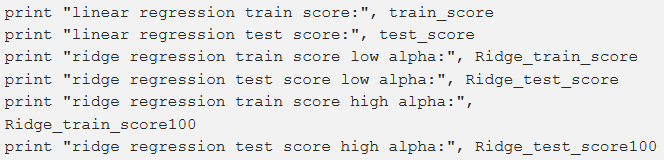 print "linear regression train score:", train_score
print "linear regression test score:", test_score
print "ridge regression train score low alpha:", Ridge_train_score
print "ridge regression test score low alpha:", Ridge_test_score
print "ridge regression train score high alpha:",
Ridge_train_score100
print "ridge regression test score high alpha:", Ridge_test_score100